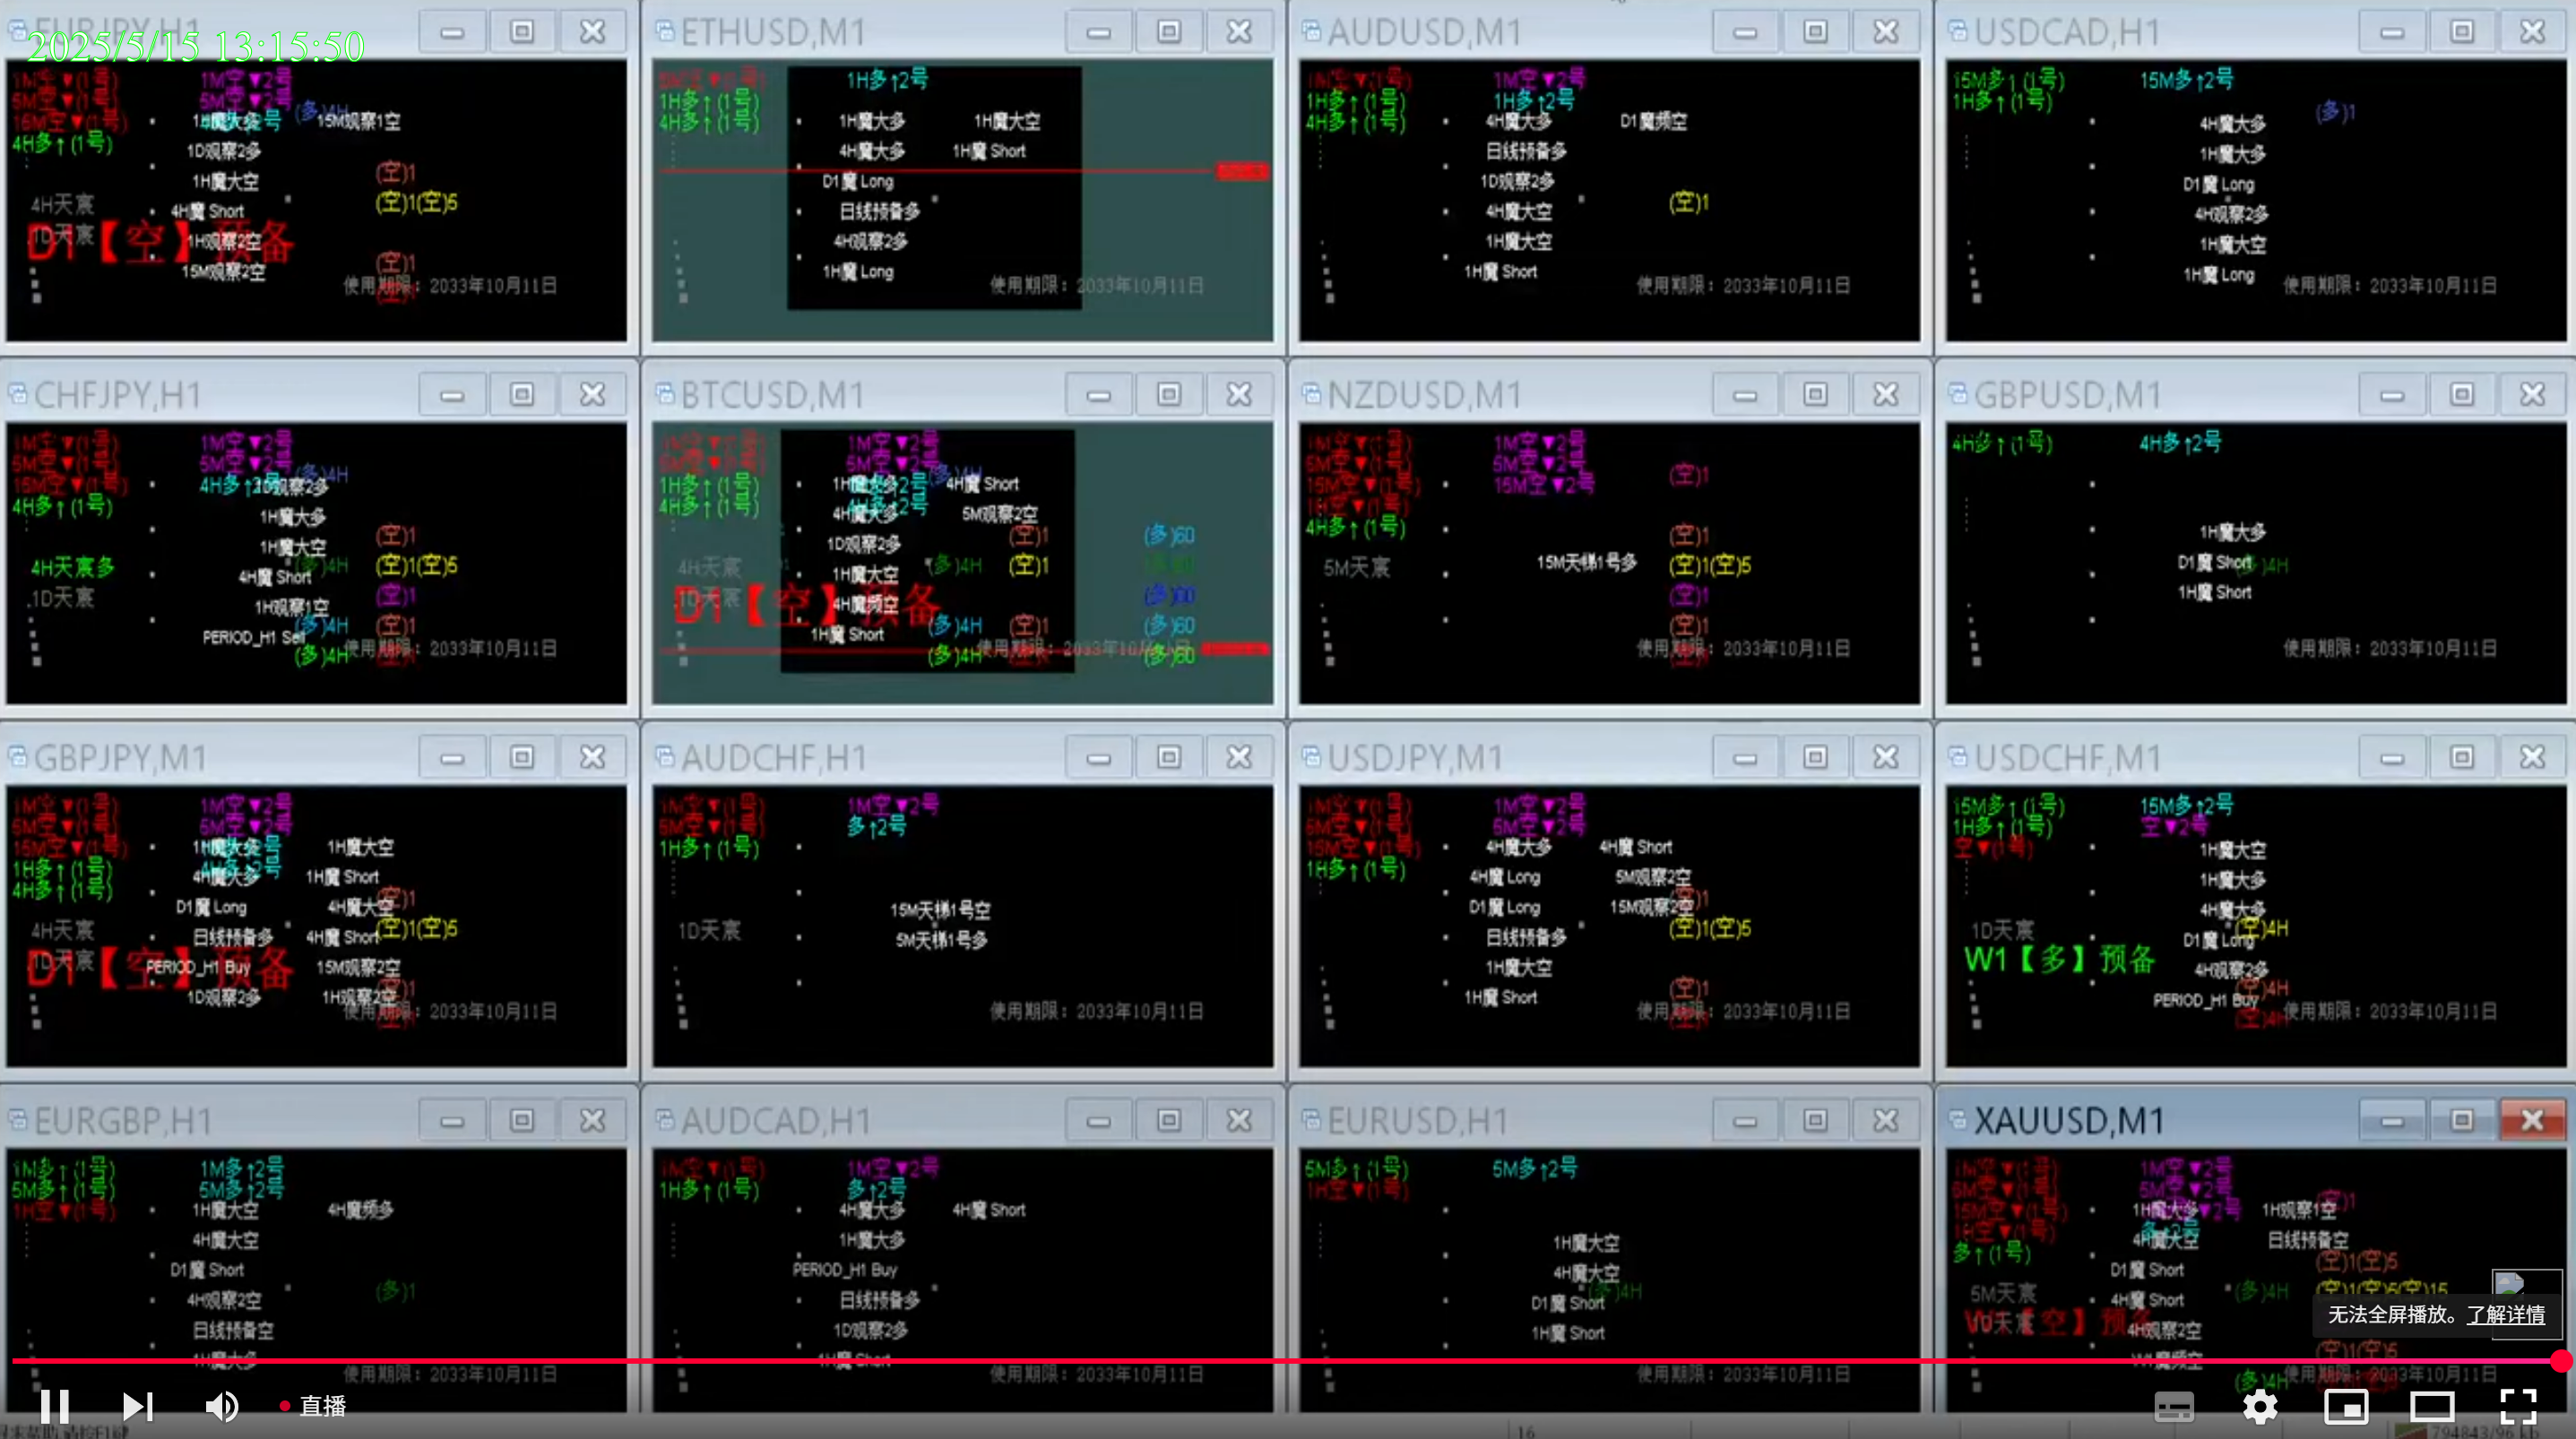 EURJPY,H1
2025/5/15 13:15:50
1M空▼(1号) 1M空▼2号
5M空▼(1号) 5M空▼2号 (多)4H
15M空▼(1号) 1H魔大多 15M观察1空
4H多↑(1号)
1D观察2多
1H魔大空 (空)1
4H天宸 4H魔 Short (空)1(空)5
1D天宸 1H观察2空
D1【空】预备
15M观察2空 (空)1
使用期限：2033年10月11日
ETHUSD,M1
1H多↑2号
1H多↑(1号)
4H多↑(1号) 1H魔大多 1H魔大空
4H魔大多 1H魔 Short
D1魔 Long
日线预备多
4H观察2多
1H魔 Long
使用期限：2033年10月11日
AUDUSD,M1
1M空▼(1号) 1M空▼2号
1H多↑(1号) 1H多↑2号
4H多↑(1号) 4H魔大多 D1魔频空
日线预备多
1D观察2多
4H魔大空 (空)1
1H魔大空
1H魔 Short
使用期限：2033年10月11日
USDCAD,H1
15M多↑(1号) 15M多↑2号
1H多↑(1号) (多)1
4H魔大多
1H魔大多
D1魔 Long
4H观察2多
1H魔大空
1H魔 Long
使用期限：2033年10月11日
CHFJPY,H1
1M空▼(1号) 1M空▼2号
5M空▼(1号) 5M空▼2号 (多)4H
15M空▼(1号) 4H多↑2号 1D观察2多
4H多↑(1号) 1H魔大多
1H魔大空 (空)1
4H天宸多 4H魔 Short (多)4H (空)1(空)5
1D天宸 1H观察1空 (空)1
PERIOD_H1 Sell (多)4H (空)1
(多)4H 使用期限：2033年10月11日
BTCUSD,M1
1M空▼2号
5M空▼2号 (多)4H
1H多↑(1号) 1H魔大多 4H魔 Short
4H多↑(1号) 4H魔大多 5M观察2空
1D观察2多 (空)1 (多)60
4H天宸 1H魔大空 (多)4H (空)1
1D天宸 4H魔频空 (多)60
D1【空】预备
1H魔 Short (多)4H (空)1 (多)60
(多)4H (多)60
使用期限：2033年10月11日
NZDUSD,M1
1M空▼(1号) 1M空▼2号
5M空▼(1号) 5M空▼2号 (空)1
15M空▼(1号) 15M空▼2号
1H空▼(1号)
4H多↑(1号) (空)1
5M天宸 15M天梯1号多 (空)1(空)5
(空)1
(空)1
使用期限：2033年10月11日
GBPUSD,M1
4H多↑(1号) 4H多↑2号
1H魔大多
D1魔 Short (多)4H
1H魔 Short
使用期限：2033年10月11日
GBPJPY,M1
1M空▼(1号) 1M空▼2号
5M空▼(1号) 5M空▼2号
15M空▼(1号) 1H魔大多 1H魔大空
1H多↑(1号) 4H魔大多 1H魔 Short
4H多↑(1号) D1魔 Long 4H魔大空 (空)1
4H天宸 日线预备多 4H魔 Short (空)1(空)5
1D天宸 PERIOD_H1 Buy 15M观察2空
D1【空】预备
1D观察2多 1H观察2空 (空)1
使用期限：2033年10月11日
AUDCHF,H1
1M空▼(1号) 1M空▼2号
5M空▼(1号) 多↑2号
1H多↑(1号)
15M天梯1号空
1D天宸 5M天梯1号多
使用期限：2033年10月11日
USDJPY,M1
1M空▼(1号) 1M空▼2号
5M空▼(1号) 5M空▼2号
15M空▼(1号) 4H魔大多 4H魔 Short
1H多↑(1号) 4H魔 Long 5M观察2空
D1魔 Long 15M观察2空 (空)1
日线预备多 (空)1(空)5
1H魔大空
1H魔 Short (空)1
使用期限：2033年10月11日
USDCHF,M1
15M多↑(1号) 15M多↑2号
1H多↑(1号) 空▼2号
空▼(1号) 1H魔大空
1H魔大多
4H魔大多
1D天宸 D1魔 Long (空)4H
W1【多】预备 4H观察2多
PERIOD_H1 Buy (空)4H
(空)4H 使用期限：2033年10月11日
EURGBP,H1
1M多↑(1号) 1M多↑2号
5M多↑(1号) 5M多↑2号
1H空▼(1号) 1H魔大空 4H魔频多
4H魔大空
D1魔 Short
4H观察2空 (多)1
日线预备空
1H魔大多
使用期限：2033年10月11日
AUDCAD,H1
1M空▼(1号) 1M空▼2号
1H多↑(1号) 多↑2号
4H魔大多 4H魔 Short
1H魔大多
PERIOD_H1 Buy
日线预备多
1D观察2多
1H魔 Short
使用期限：2033年10月11日
EURUSD,H1
5M多↑(1号) 5M多↑2号
1H空▼(1号)
1H魔大空
4H魔大空
D1魔 Short (多)4H
1H魔 Short
使用期限：2033年10月11日
XAUUSD,M1
1M空▼(1号) 1M空▼2号
5M空▼(1号) 5M空▼2号 (空)1
15M空▼(1号) 1H魔大多 1H观察1空
1H空▼(1号) 多↑2号
多↑(1号) 4H魔大空 日线预备空
D1魔 Short (空)1(空)5
5M天宸 4H魔 Short (多)4H (空)1(空)5(空)15
4H观察2空
W1魔频空 (空)1(空)5
(多)4H 使用期限：2033年10月11日
无法全屏播放。了解详情
直播
16